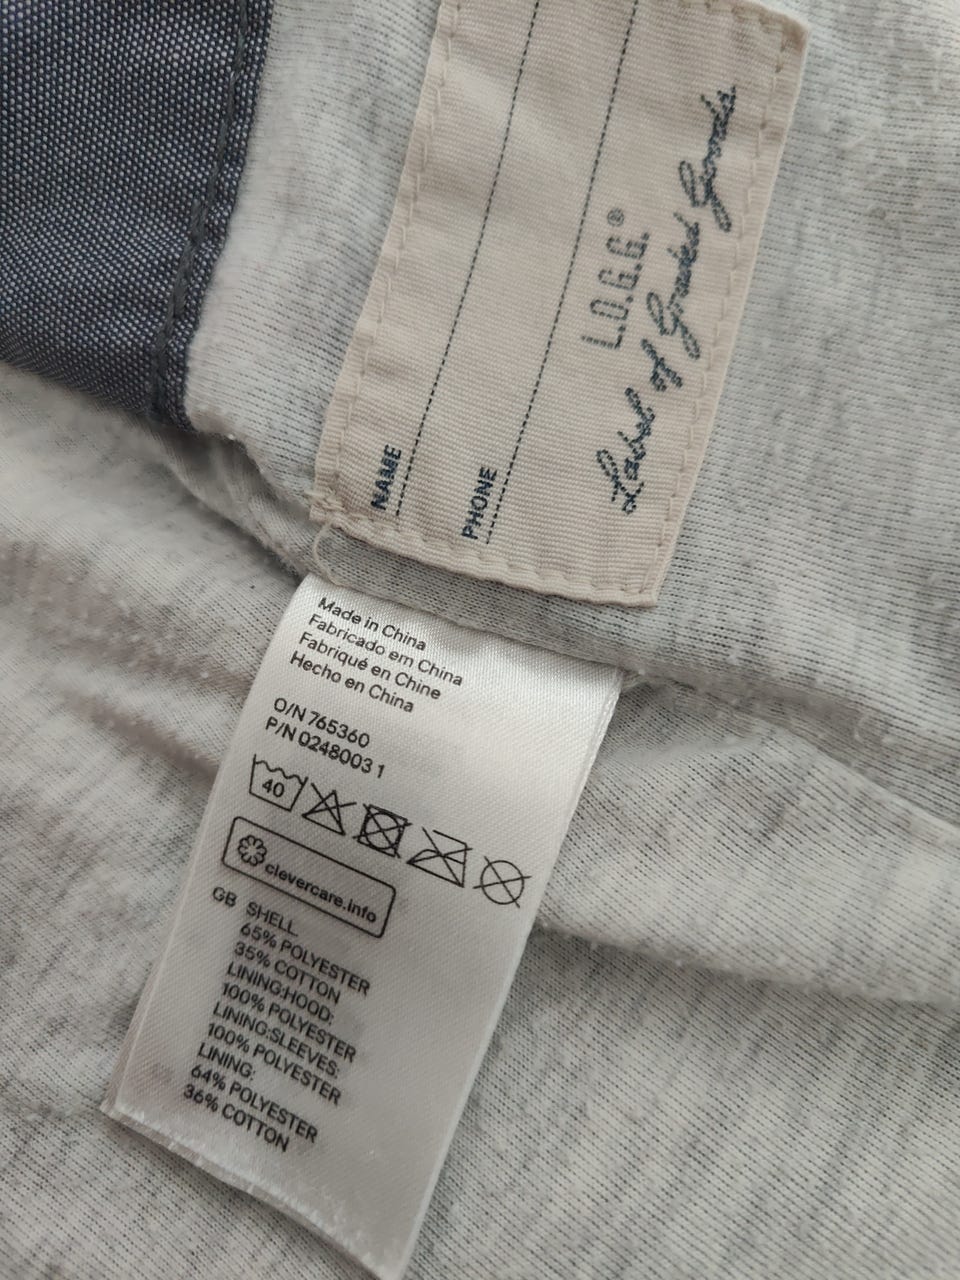 NAME
PHONE
L.O.G.G.®
Label of Graded Goods
Made in China
Fabricado em China
Fabriqué en Chine
Hecho en China
O/N 765360
P/N 0248003 1
40
clevercare.info
GB SHELL
65% POLYESTER
35% COTTON
LINING:HOOD:
100% POLYESTER
LINING:SLEEVES:
100% POLYESTER
LINING:
64% POLYESTER
36% COTTON